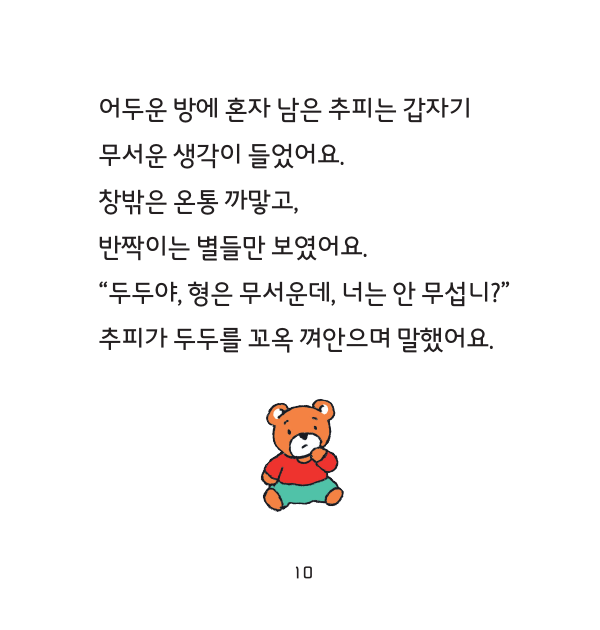 어두운 방에 혼자 남은 추피는 갑자기
무서운 생각이 들었어요.
창밖은 온통 까맣고,
반짝이는 별들만 보였어요.
“두두야, 형은 무서운데, 너는 안 무섭니?”
추피가 두두를 꼬옥 껴안으며 말했어요.
10